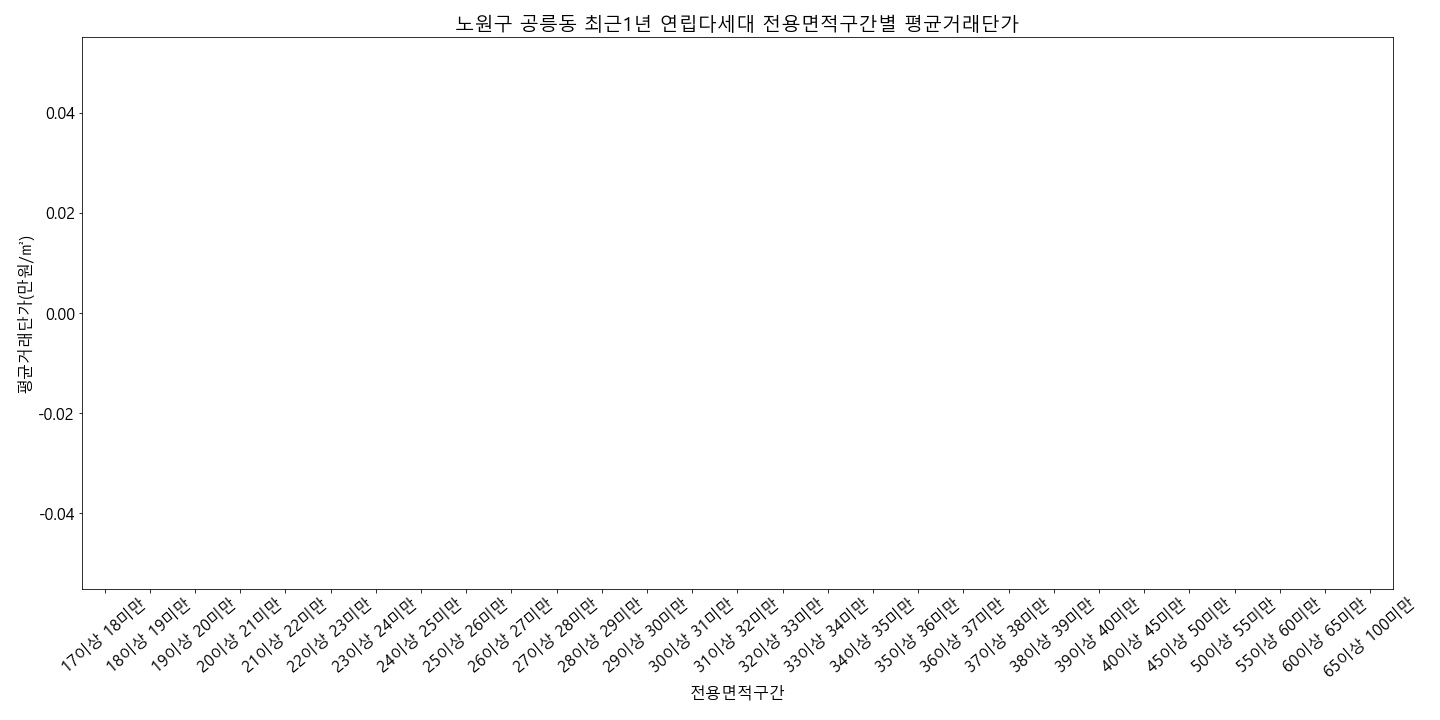 노원구 공릉동 최근1년 연립다세대 전용면적구간별 평균거래단가
평균거래단가(만원/㎡)
0.04
0.02
0.00
-0.02
-0.04
17이상 18미만
18이상 19미만
19이상 20미만
20이상 21미만
21이상 22미만
22이상 23미만
23이상 24미만
24이상 25미만
25이상 26미만
26이상 27미만
27이상 28미만
28이상 29미만
29이상 30미만
30이상 31미만
31이상 32미만
32이상 33미만
33이상 34미만
34이상 35미만
35이상 36미만
36이상 37미만
37이상 38미만
38이상 39미만
39이상 40미만
40이상 45미만
45이상 50미만
50이상 55미만
55이상 60미만
60이상 65미만
65이상 100미만
전용면적구간